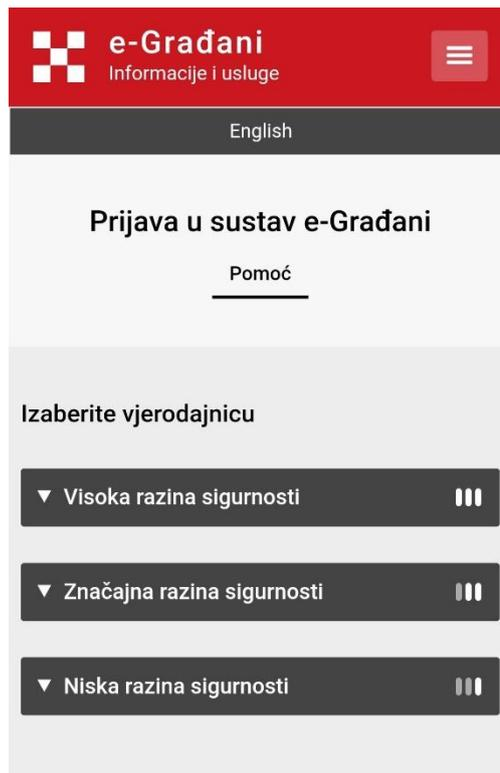 e-Građani
Informacije i usluge
English
Prijava u sustav e-Građani
Pomoć
Izaberite vjerodajnicu
Visoka razina sigurnosti
Značajna razina sigurnosti
Niska razina sigurnosti